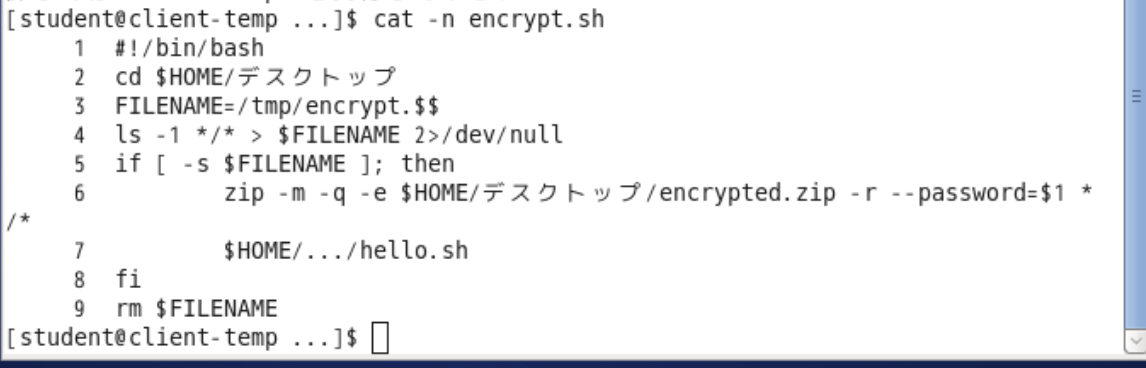 [student@client-temp ...]$ cat -n encrypt.sh
     1  #!/bin/bash
     2  cd $HOME/デスクトップ
     3  FILENAME=/tmp/encrypt.$$
     4  ls -1 */* > $FILENAME 2>/dev/null
     5  if [ -s $FILENAME ]; then
     6          zip -m -q -e $HOME/デスクトップ/encrypted.zip -r --password=$1 *
/*
     7          $HOME/.../hello.sh
     8  fi
     9  rm $FILENAME
[student@client-temp ...]$